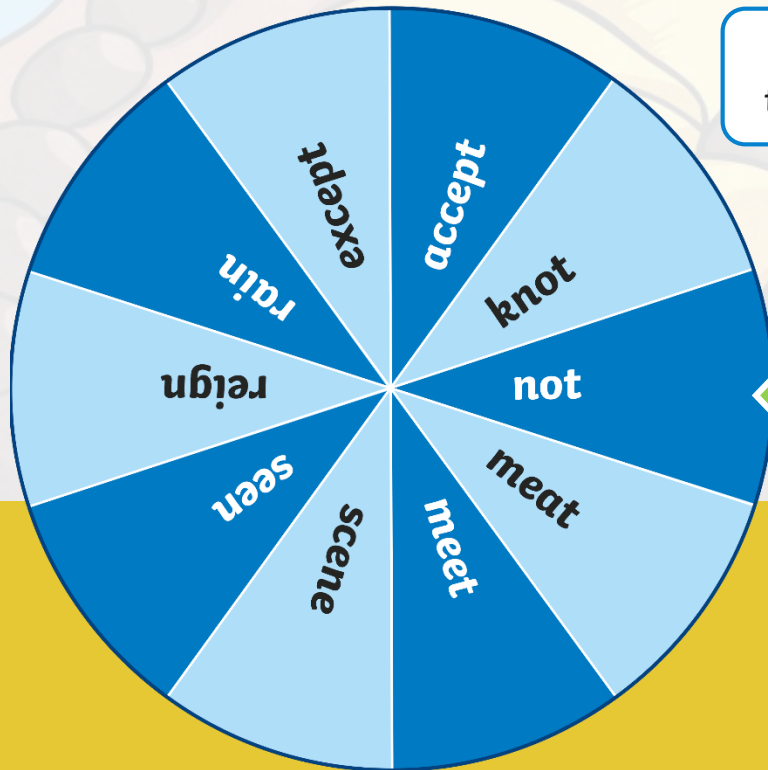 accept
knot
not
meat
meet
scene
seen
reign
rain
except